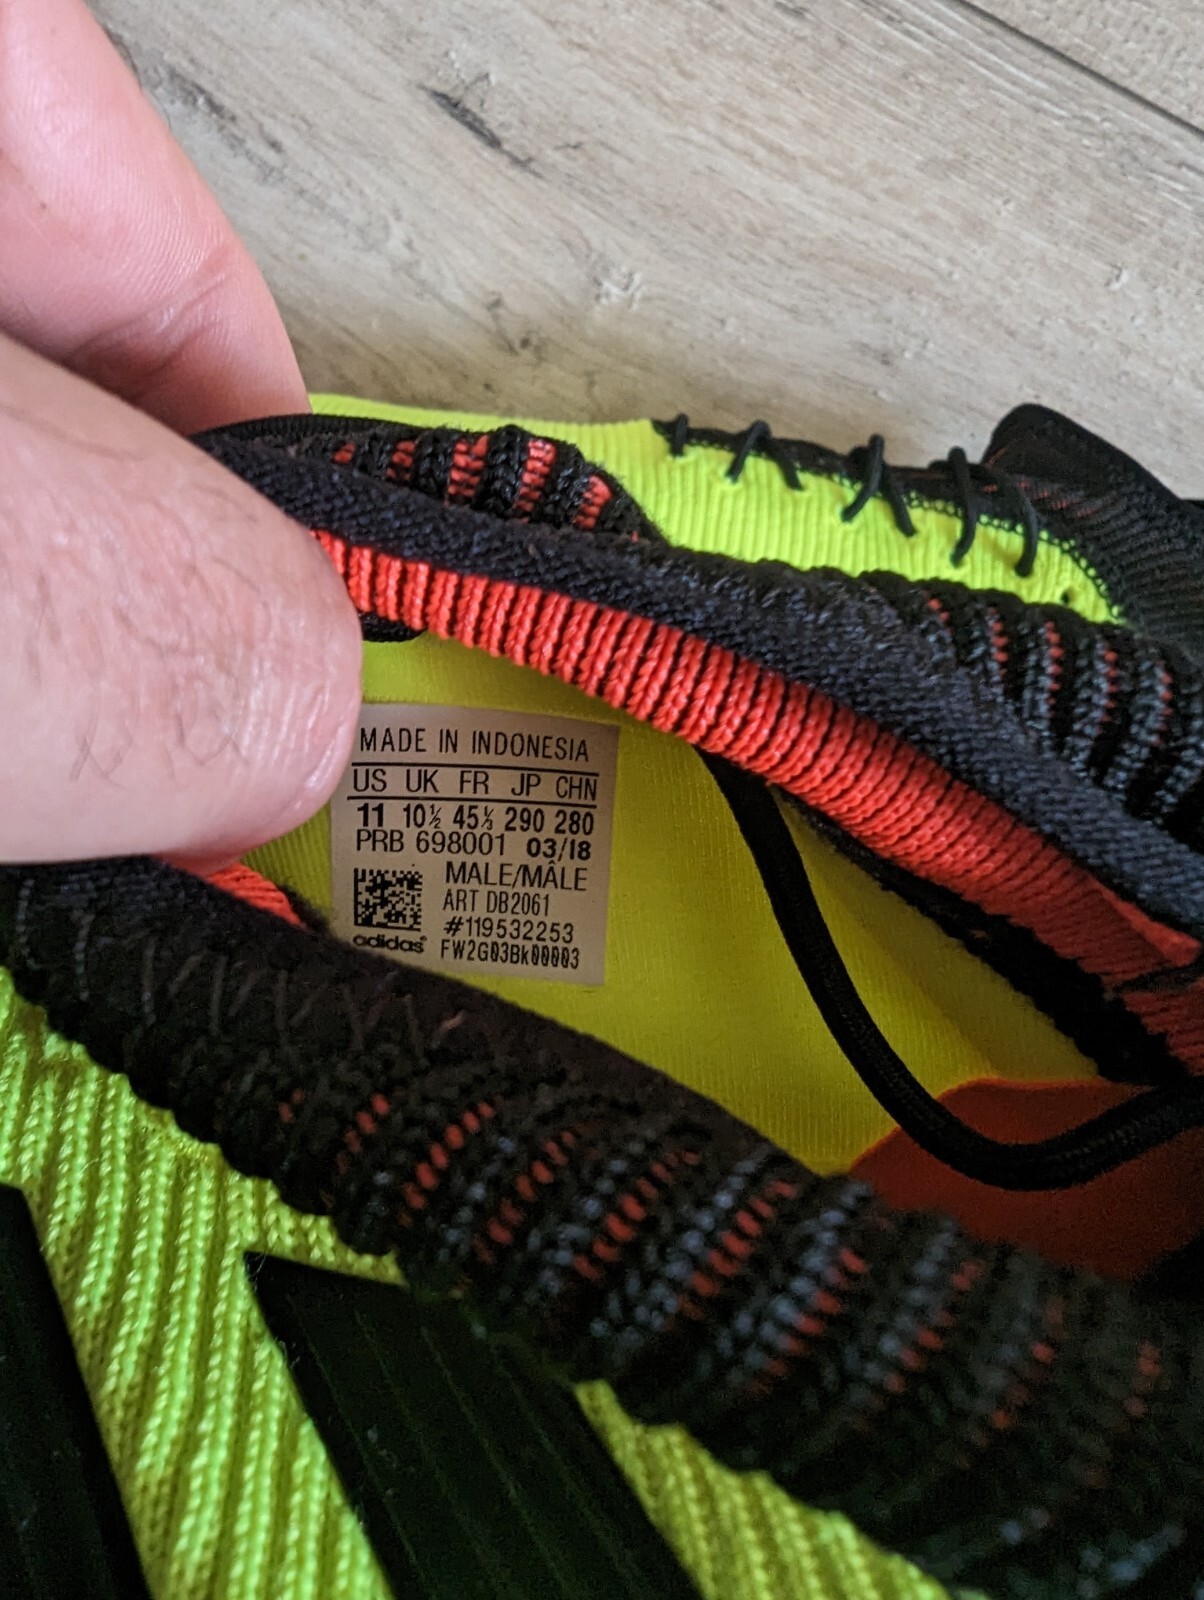 MADE IN INDONESIA
US UK FR JP CHN
11 10½ 45⅓ 290 280
PRB 698001 03/18
MALE/MÂLE
ART DB2061
#119532253
adidas® FW2G03Bk00003